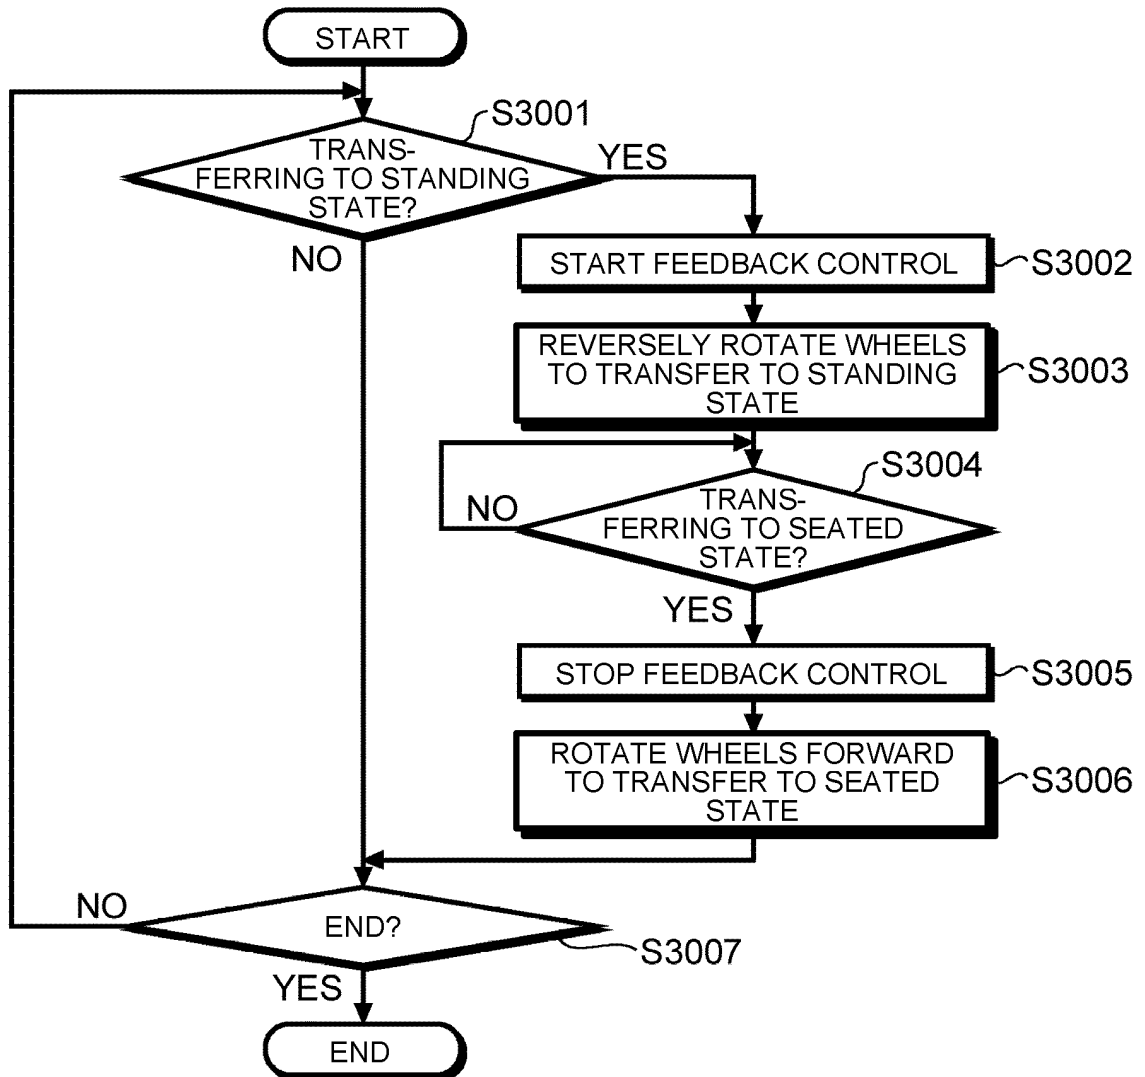 START
S3001
TRANS-
FERRING TO STANDING
STATE?
YES
NO
START FEEDBACK CONTROL
S3002
REVERSELY ROTATE WHEELS
TO TRANSFER TO STANDING
STATE
S3003
S3004
TRANS-
FERRING TO SEATED
STATE?
NO
YES
STOP FEEDBACK CONTROL
S3005
ROTATE WHEELS FORWARD
TO TRANSFER TO SEATED
STATE
S3006
NO
END?
S3007
YES
END